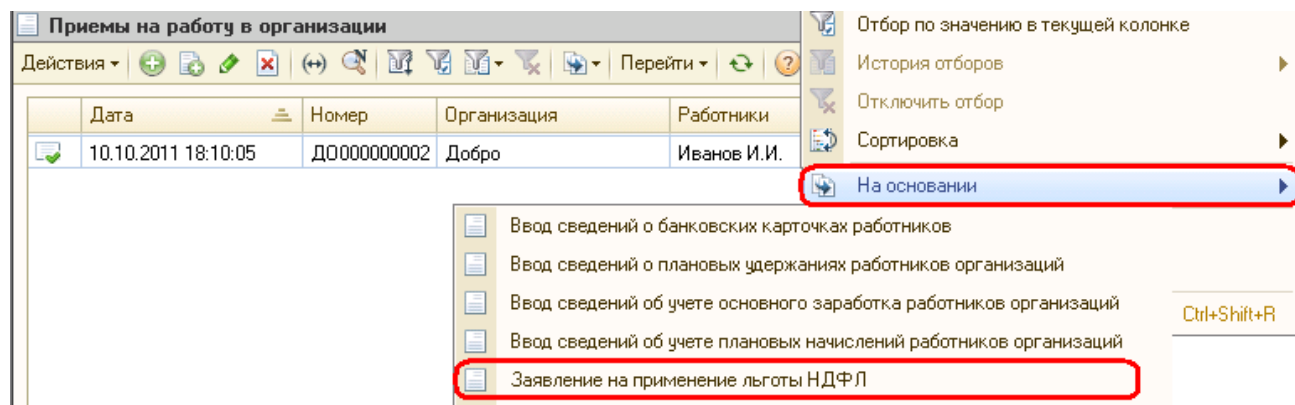 Приемы на работу в организации
Действия
Перейти
Дата Номер Организация Работники
10.10.2011 18:10:05 ДО000000002 Добро Иванов И.И.
Отбор по значению в текущей колонке
История отборов
Отключить отбор
Сортировка
На основании
Ввод сведений о банковских карточках работников
Ввод сведений о плановых удержаниях работников организаций
Ввод сведений об учете основного заработка работников организаций
Ctrl+Shift+R
Ввод сведений об учете плановых начислений работников организаций
Заявление на применение льготы НДФЛ